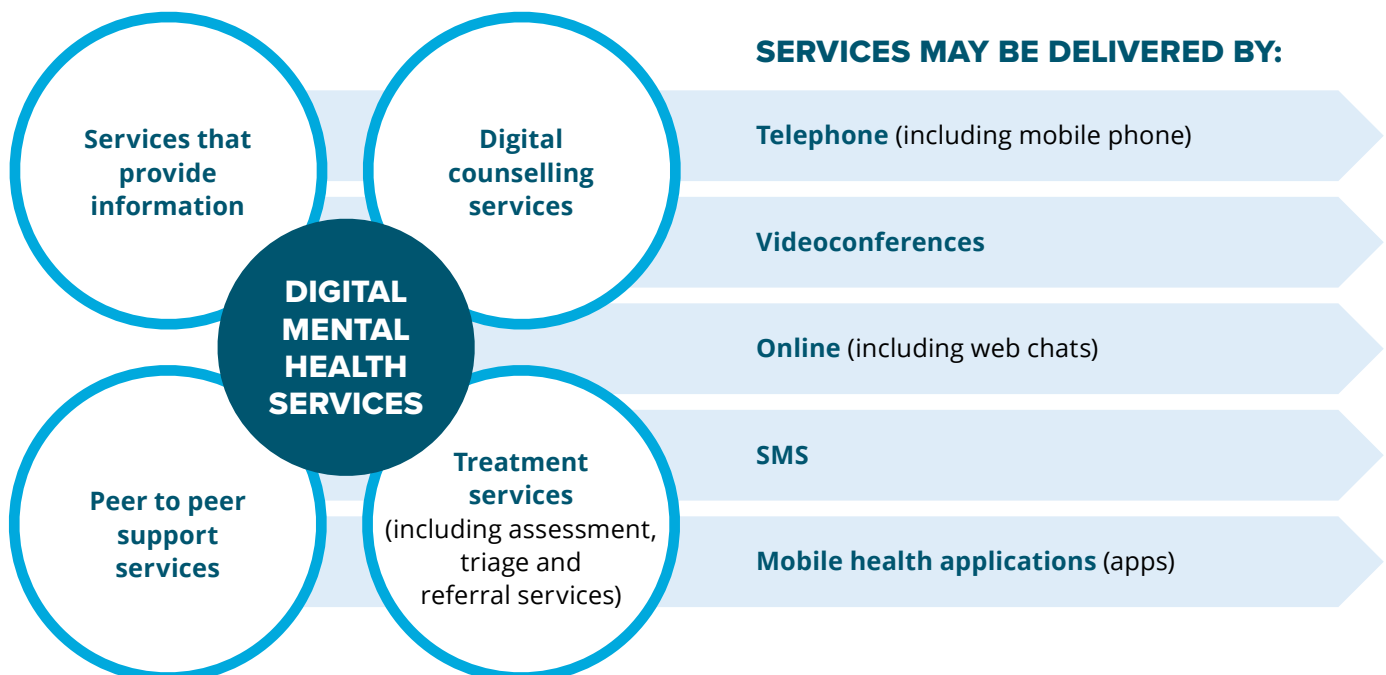 Services that
provide
information
Digital
counselling
services
DIGITAL
MENTAL
HEALTH
SERVICES
Peer to peer
support
services
Treatment
services
(including assessment,
triage and
referral services)
SERVICES MAY BE DELIVERED BY:
Telephone (including mobile phone)
Videoconferences
Online (including web chats)
SMS
Mobile health applications (apps)